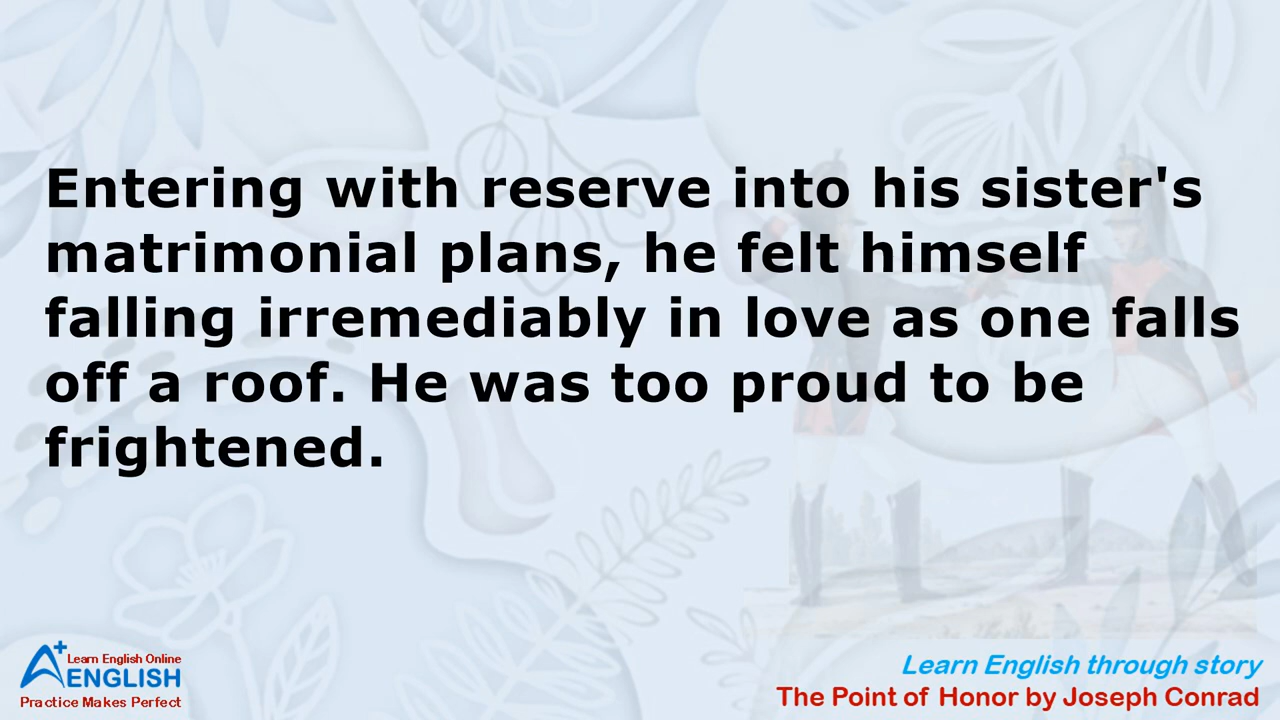 Entering with reserve into his sister's
matrimonial plans, he felt himself
falling irremediably in love as one falls
off a roof. He was too proud to be
frightened.
A+ Learn English Online
ENGLISH
Practice Makes Perfect
Learn English through story
The Point of Honor by Joseph Conrad